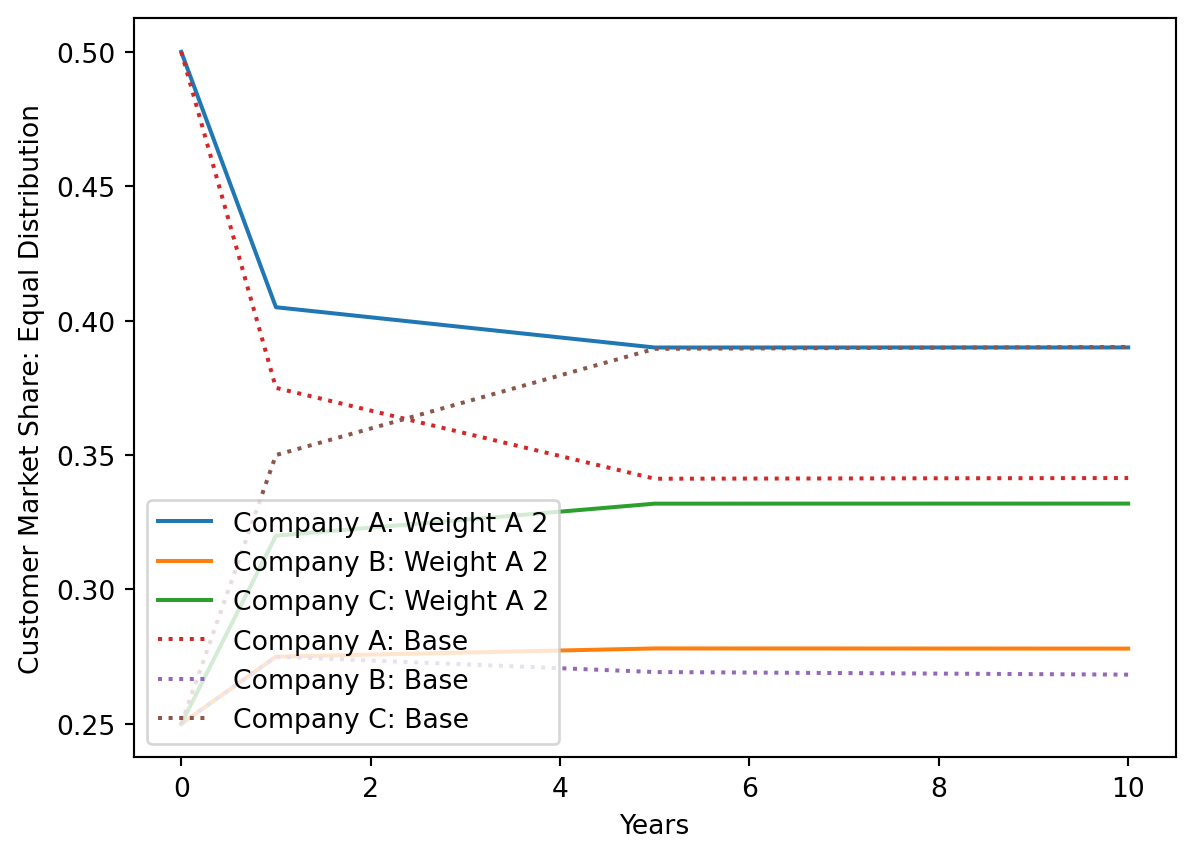 Customer Market Share: Equal Distribution
0.50
0.45
0.40
0.35
0.30
0.25
Company A: Weight A 2
Company B: Weight A 2
Company C: Weight A 2
Company A: Base
Company B: Base
Company C: Base
0 2 4 6 8 10
Years